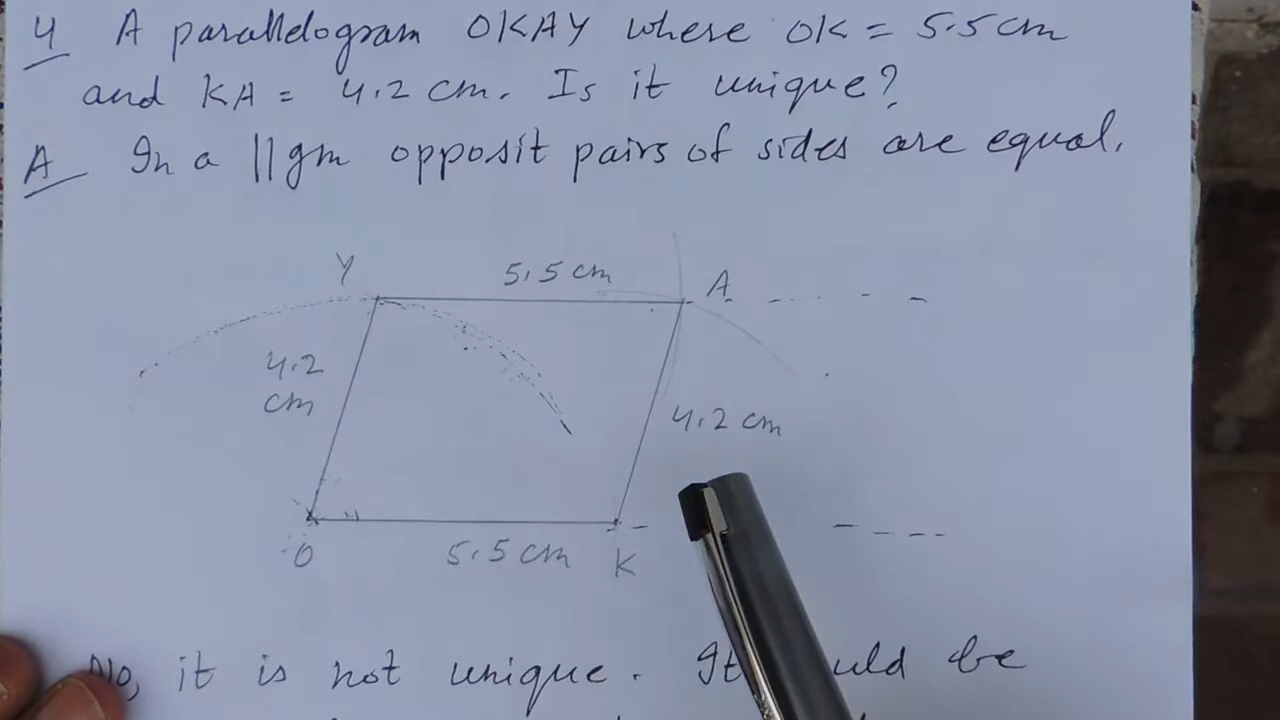 4 A parallelogram OKAY where OK = 5.5 cm
and KA = 4.2 cm. Is it unique?
A In a ||gm opposit pairs of sides are equal.
Y 5.5 cm A
4.2
cm
4.2 cm
O 5.5 cm K
No, it is not unique. It be